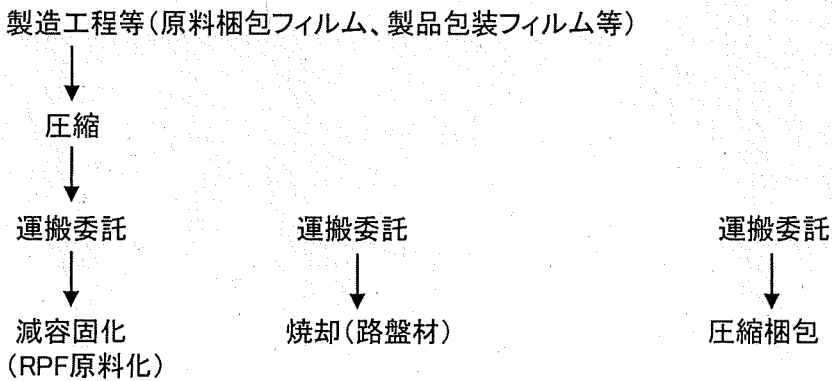 製造工程等(原料梱包フィルム、製品包装フィルム等)
圧縮
運搬委託 運搬委託 運搬委託
減容固化 焼却(路盤材) 圧縮梱包
(RPF原料化)